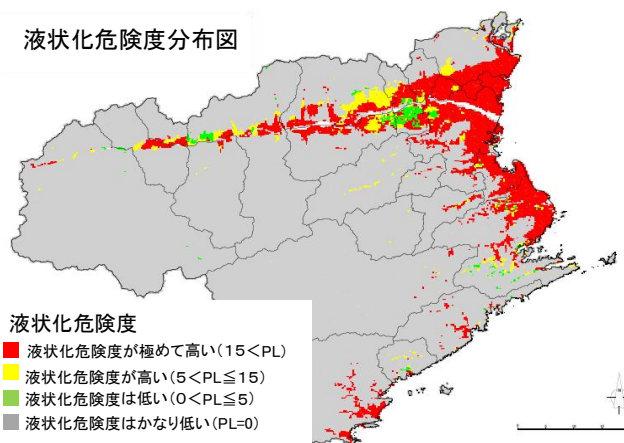 液状化危険度分布図
液状化危険度
液状化危険度が極めて高い(15<PL)
液状化危険度が高い(5<PL≦15)
液状化危険度は低い(0<PL≦5)
液状化危険度はかなり低い(PL=0)